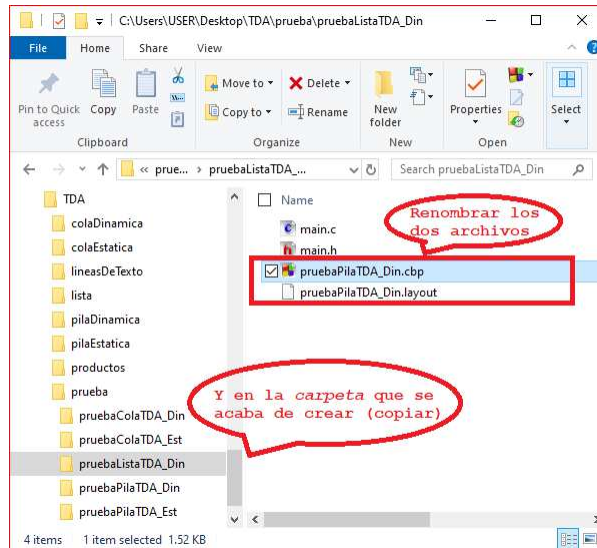 C:\Users\USER\Desktop\TDA\prueba\pruebaListaTDA_Din
File
Home
Share
View
Pin to Quick access
Copy
Paste
Move to
Copy to
Delete
Rename
New folder
Properties
Select
Clipboard
Organize
New
Open
« prue... › pruebaListaTDA_...
Search pruebaListaTDA_Din
TDA
colaDinamica
colaEstatica
lineasDeTexto
lista
pilaDinamica
pilaEstatica
productos
prueba
pruebaColaTDA_Din
pruebaColaTDA_Est
pruebaListaTDA_Din
pruebaPilaTDA_Din
pruebaPilaTDA_Est
Name
main.c
main.h
pruebaPilaTDA_Din.cbp
pruebaPilaTDA_Din.layout
Renombrar los
dos archivos
Y en la carpeta que se
acaba de crear (copiar)
4 items
1 item selected 1.52 KB